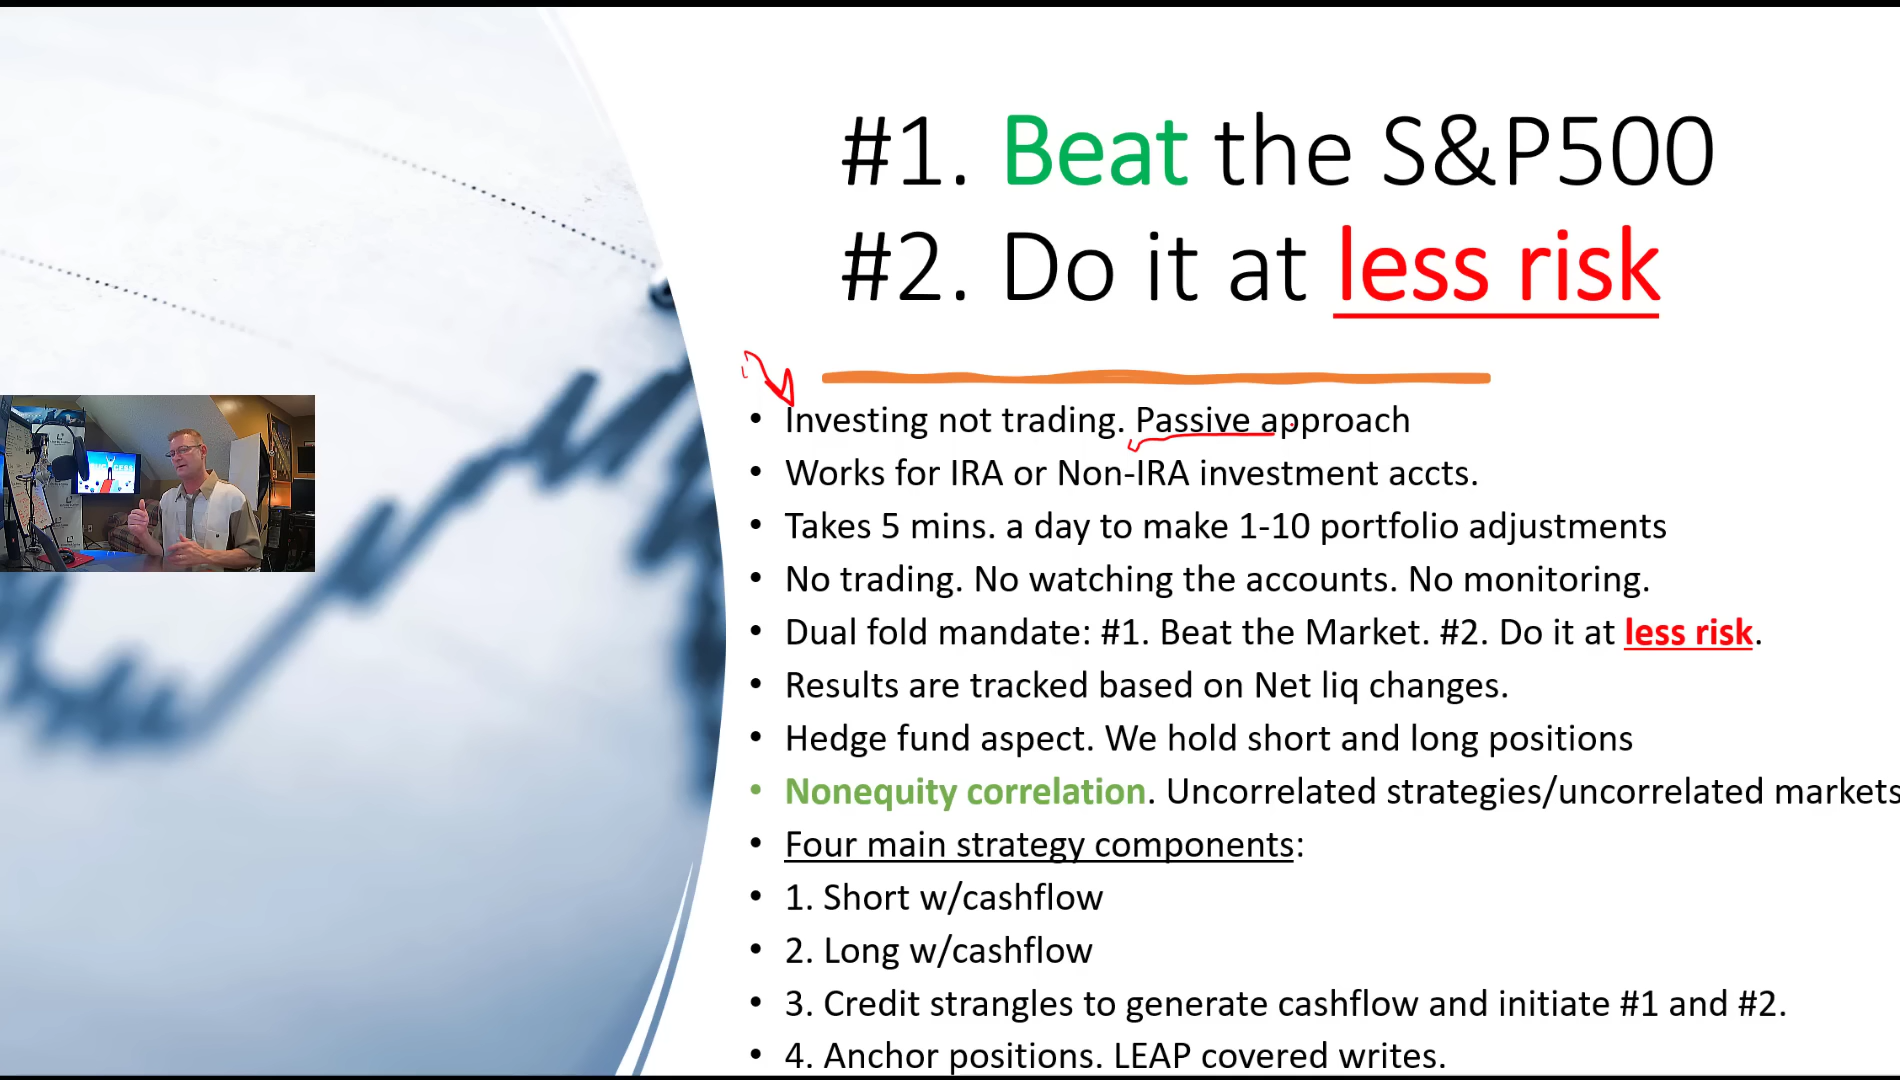 #1. Beat the S&P500
#2. Do it at less risk
• Investing not trading. Passive approach
• Works for IRA or Non-IRA investment accts.
• Takes 5 mins. a day to make 1-10 portfolio adjustments
• No trading. No watching the accounts. No monitoring.
• Dual fold mandate: #1. Beat the Market. #2. Do it at less risk.
• Results are tracked based on Net liq changes.
• Hedge fund aspect. We hold short and long positions
• Nonequity correlation. Uncorrelated strategies/uncorrelated markets
• Four main strategy components:
• 1. Short w/cashflow
• 2. Long w/cashflow
• 3. Credit strangles to generate cashflow and initiate #1 and #2.
• 4. Anchor positions. LEAP covered writes.